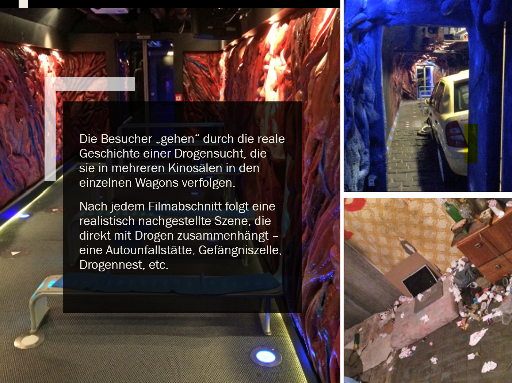 Die Besucher „gehen“ durch die reale
Geschichte einer Drogensucht, die
sie in mehreren Kinosälen in den
einzelnen Wagons verfolgen.
Nach jedem Filmabschnitt folgt eine
realistisch nachgestellte Szene, die
direkt mit Drogen zusammenhängt –
eine Autounfallstätte, Gefängniszelle,
Drogennest, etc.